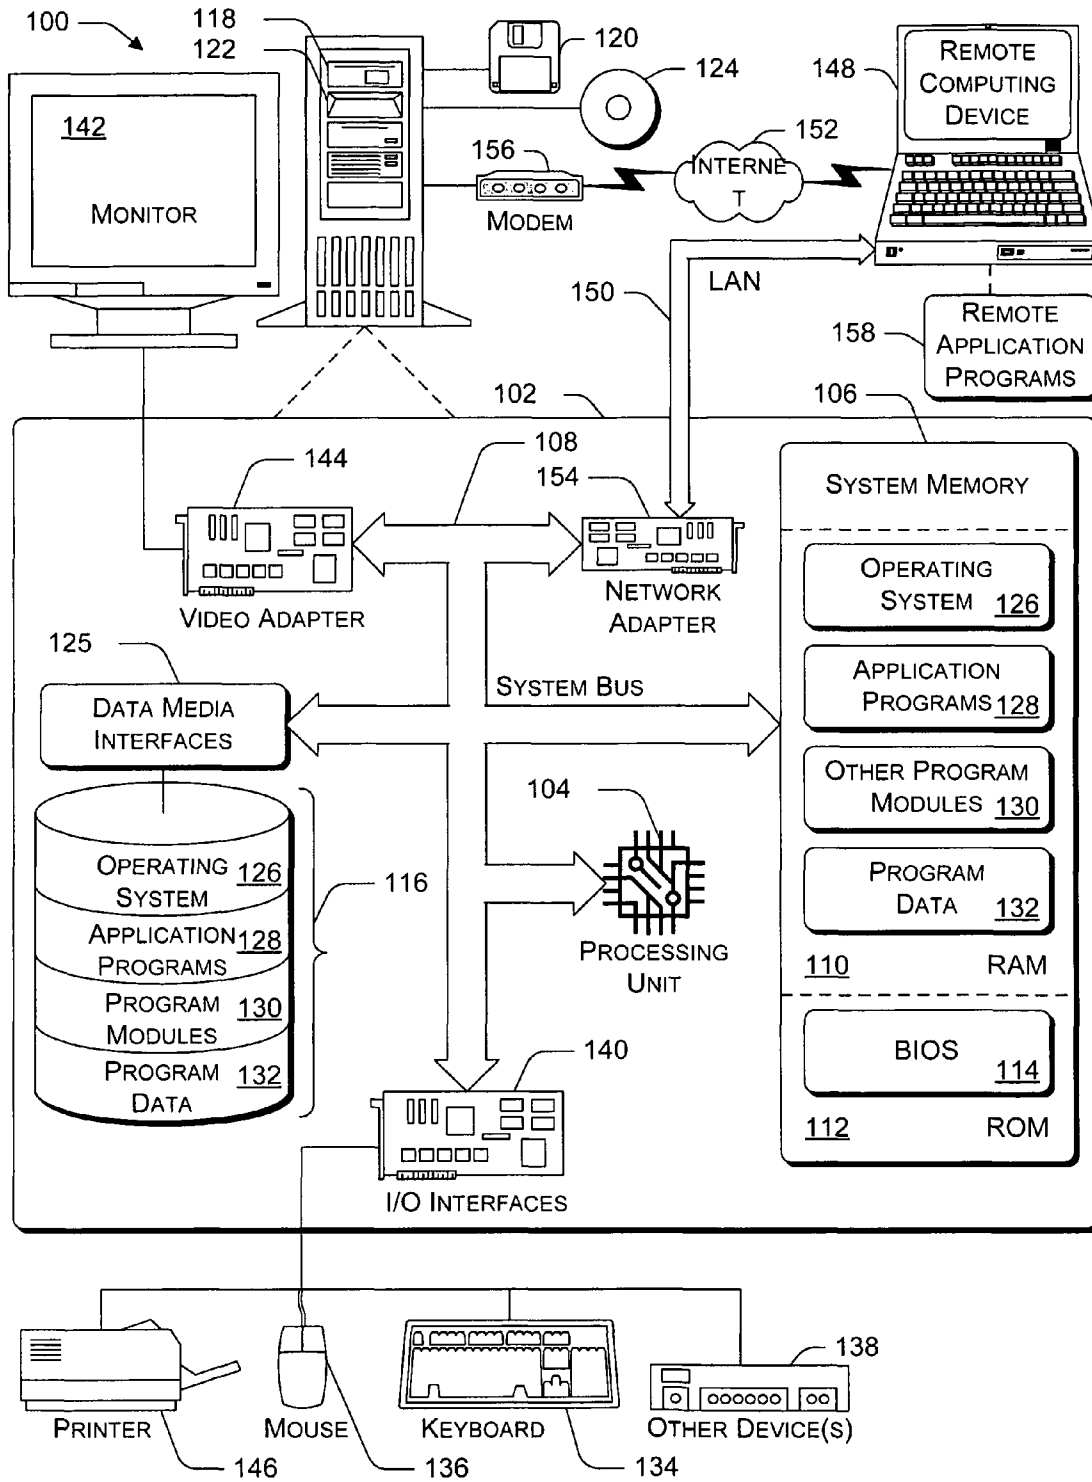 100
118
122
120
124
148
REMOTE
COMPUTING
DEVICE
142
MONITOR
156
MODEM
152
INTERNE
T
150
LAN
158
REMOTE
APPLICATION
PROGRAMS
102
106
144
108
154
VIDEO ADAPTER
NETWORK
ADAPTER
SYSTEM MEMORY
OPERATING
SYSTEM 126
APPLICATION
PROGRAMS 128
OTHER PROGRAM
MODULES 130
PROGRAM
DATA 132
110 RAM
BIOS 114
112 ROM
125
DATA MEDIA
INTERFACES
SYSTEM BUS
104
PROCESSING
UNIT
OPERATING 126
SYSTEM
116
APPLICATION
128
PROGRAMS
PROGRAM 130
MODULES
PROGRAM 132
DATA
140
I/O INTERFACES
PRINTER
146
MOUSE
136
KEYBOARD
134
138
OTHER DEVICE(S)